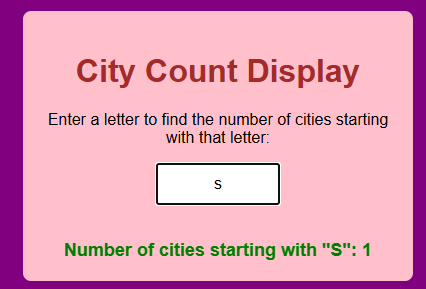 City Count Display
Enter a letter to find the number of cities starting
with that letter:
s
Number of cities starting with "S": 1